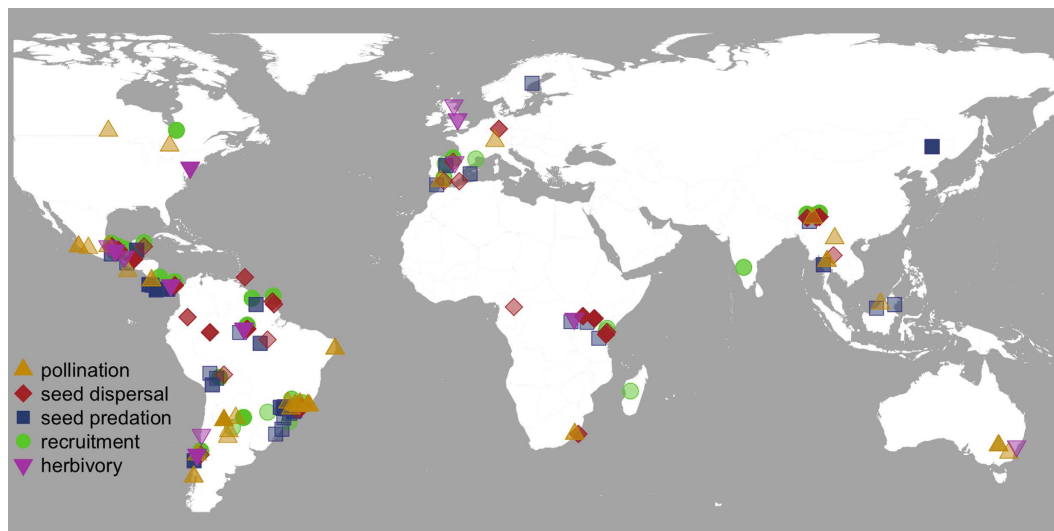 pollination
seed dispersal
seed predation
recruitment
herbivory